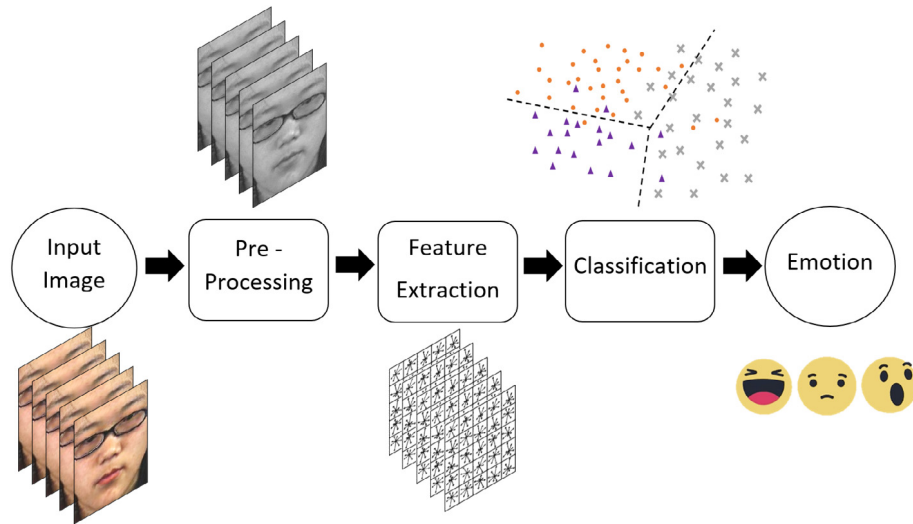 Input
Image
Pre -
Processing
Feature
Extraction
Classification
Emotion